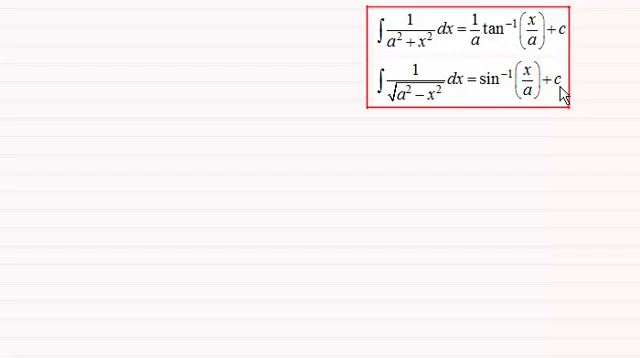 ∫ 1/(a² + x²) dx = 1/a tan⁻¹(x/a) + c
∫ 1/√(a² − x²) dx = sin⁻¹(x/a) + c